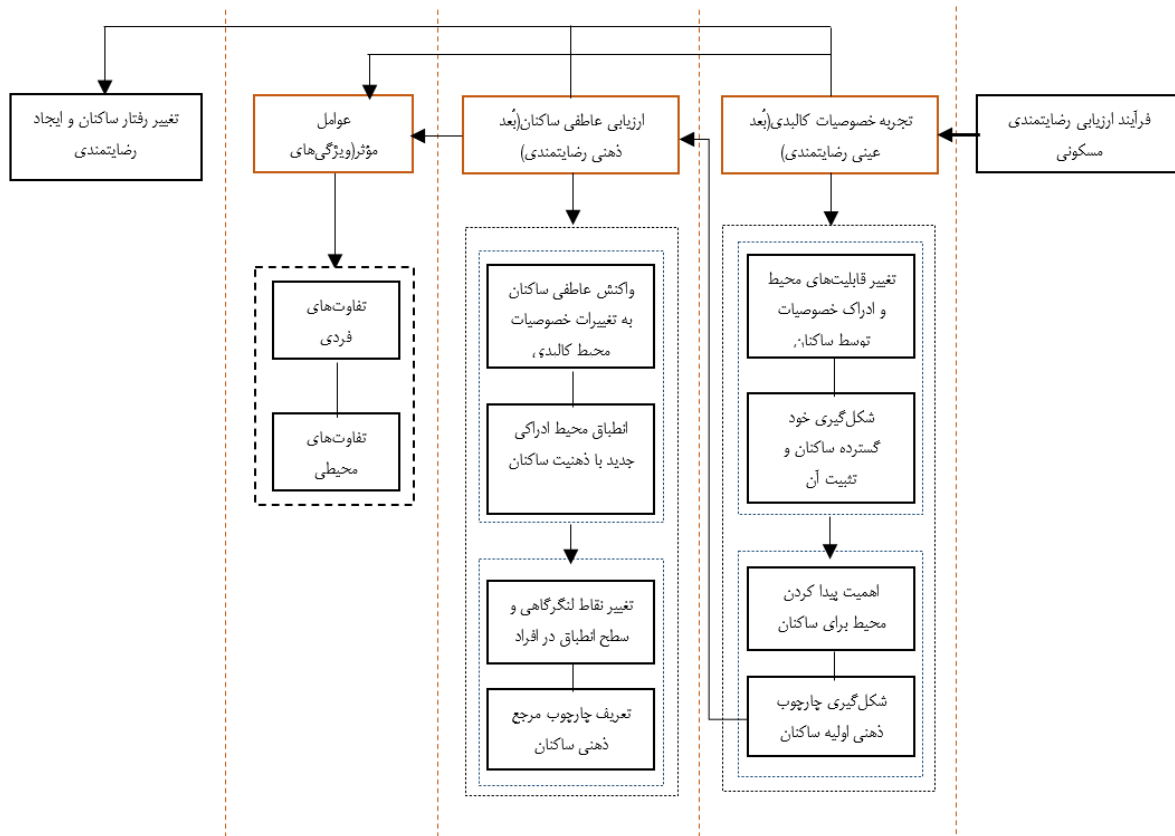 فرآیند ارزیابی رضایتمندی
مسکونی
تجربه خصوصیات کالبدی(بُعد
عینی رضایتمندی)
ارزیابی عاطفی ساکنان(بُعد
ذهنی رضایتمندی)
عوامل
مؤثر(ویژگی‌های
تغییر رفتار ساکنان و ایجاد
رضایتمندی
تغییر قابلیت‌های محیط
و ادراک خصوصیات
توسط ساکنان
شکل‌گیری خود
گسترده ساکنان و
تثبیت آن
اهمیت پیدا کردن
محیط برای ساکنان
شکل‌گیری چارچوب
ذهنی اولیه ساکنان
واکنش عاطفی ساکنان
به تغییرات خصوصیات
محیط کالبدی
انطباق محیط ادراکی
جدید با ذهنیت ساکنان
تغییر نقاط لنگرگاهی و
سطح انطباق در افراد
تعریف چارچوب مرجع
ذهنی ساکنان
تفاوت‌های
فردی
تفاوت‌های
محیطی